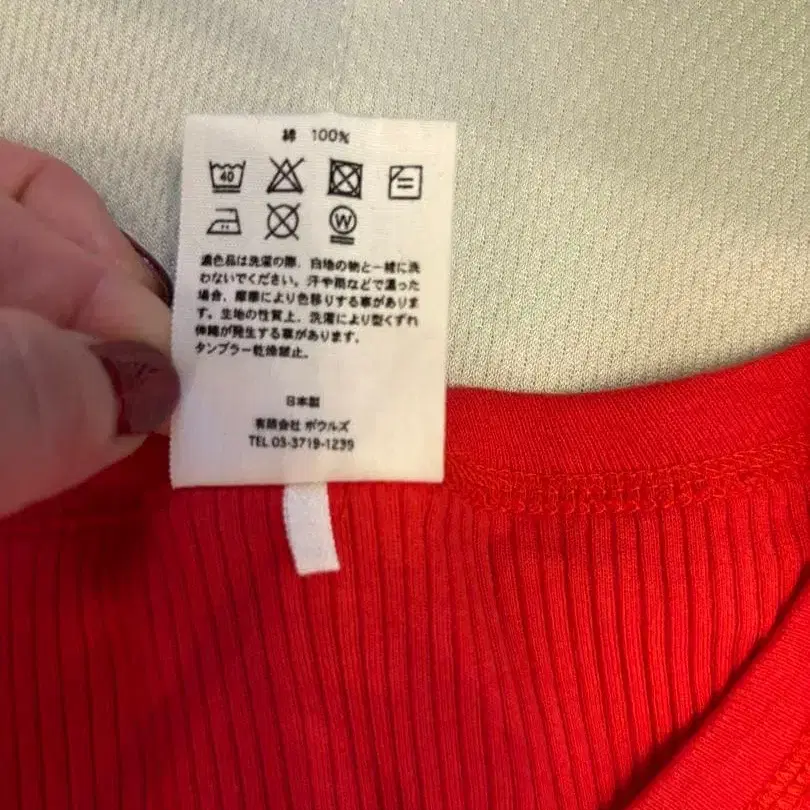 綿 100%
40
W
濃色品は洗濯の際、白地の物と一緒に洗
わないでください。汗や雨などで湿った
場合、摩擦により色移りする事がありま
す。生地の性質上、洗濯により型くずれ
伸縮が発生する事があります。
タンブラー乾燥禁止。
日本製
有限会社 ボウルズ
TEL 03-3719-1239